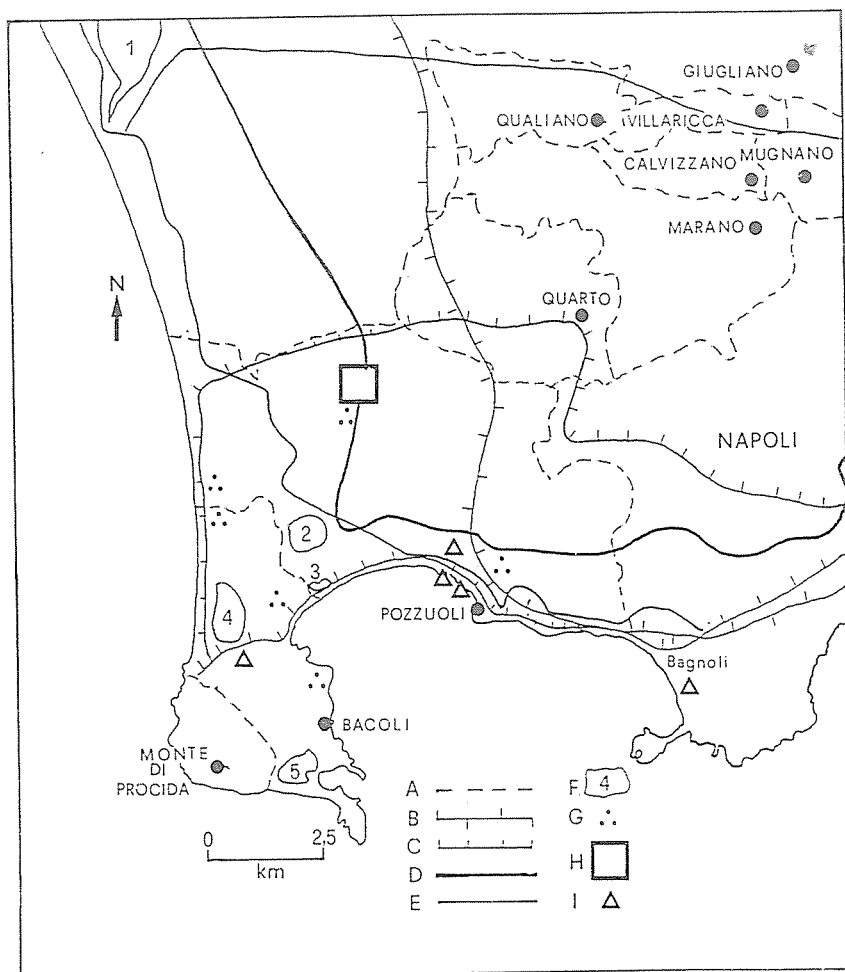 1
GIUGLIANO
QUALIANO
VILLARICCA
CALVIZZANO
MUGNANO
MARANO
N
QUARTO
NAPOLI
2
3
4
POZZUOLI
Bagnoli
BACOLI
MONTE
DI
PROCIDA
5
0 2,5
km
A
B
C
D
E
F 4
G
H
I